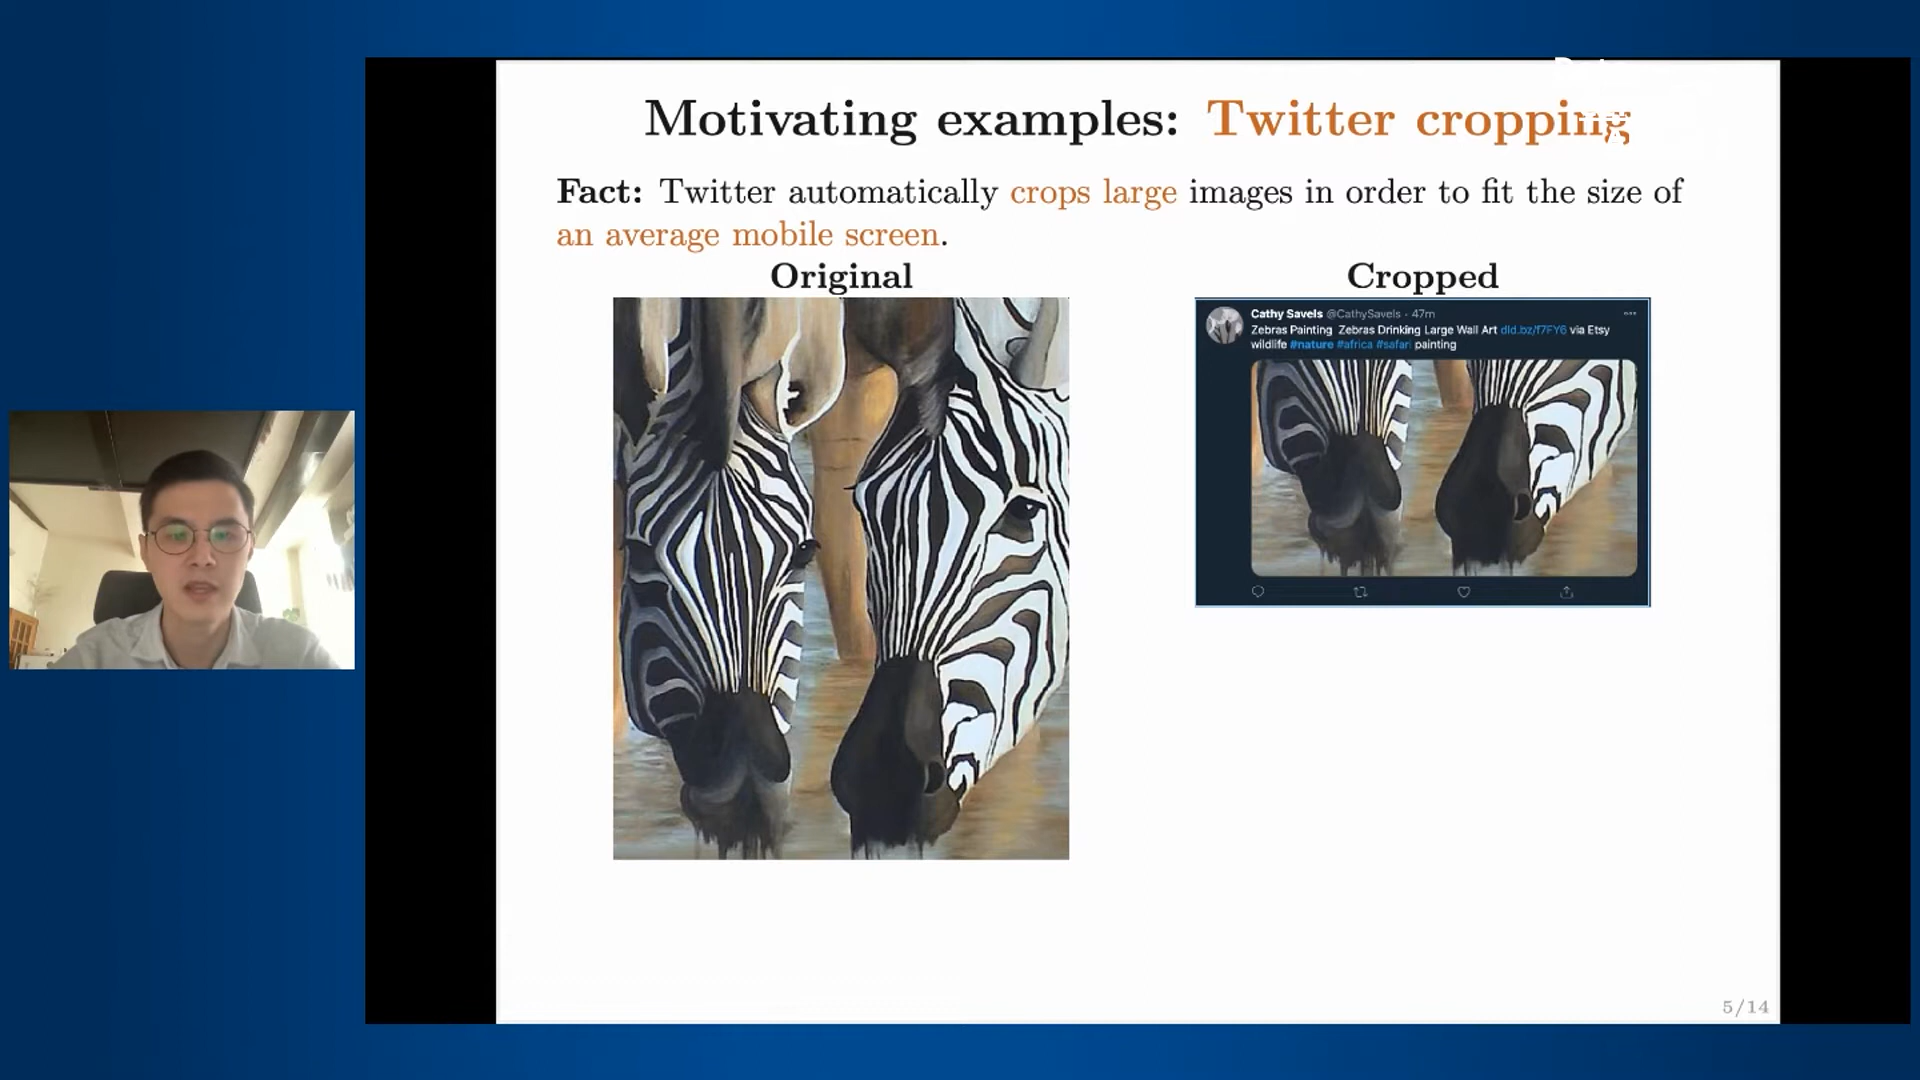 Motivating examples: Twitter cropping
Fact: Twitter automatically crops large images in order to fit the size of
an average mobile screen.
Original
Cropped
Cathy Savels @CathySavels · 47m
Zebras Painting Zebras Drinking Large Wall Art dld.bz/f7FY6 via Etsy
wildlife #nature #africa #safari painting
5/14